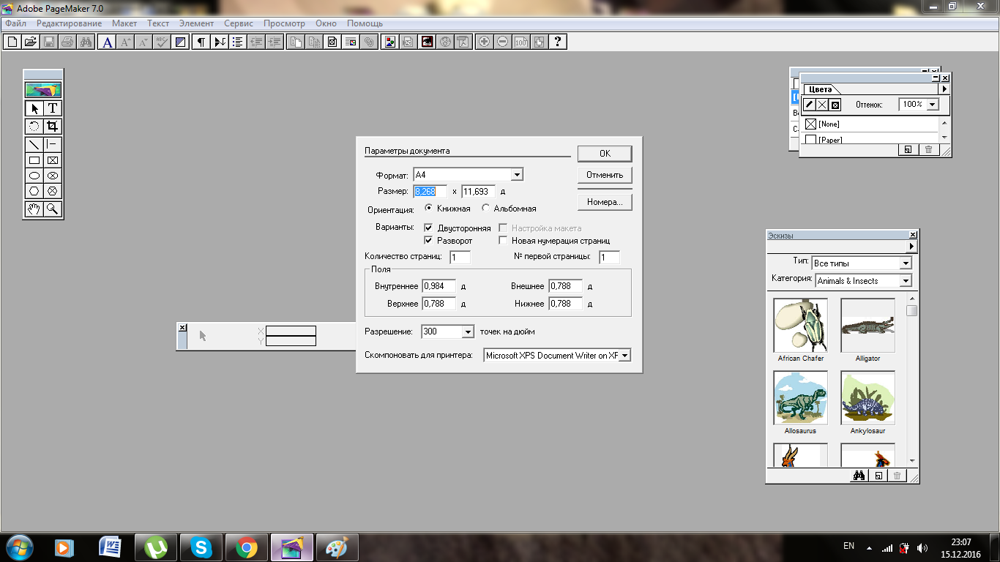 Adobe PageMaker 7.0
Файл Редактирование Макет Текст Элемент Сервис Просмотр Окно Помощь
Цвета
Оттенок: 100%
[None]
[Paper]
Параметры документа
OK
Формат: A4
Отменить
Размер: 8,268 x 11,693 д
Номера...
Ориентация: Книжная Альбомная
Варианты: Двусторонняя Настройка макета
Разворот Новая нумерация страниц
Количество страниц: 1 № первой страницы: 1
Поля
Внутреннее 0,984 д Внешнее 0,788 д
Верхнее 0,788 д Нижнее 0,788 д
Разрешение: 300 точек на дюйм
Скомпоновать для принтера: Microsoft XPS Document Writer on XP
X
Y
Эскизы
Тип: Все типы
Категория: Animals & Insects
African Chafer Alligator
Allosaurus Ankylosaur
EN
23:07
15.12.2016